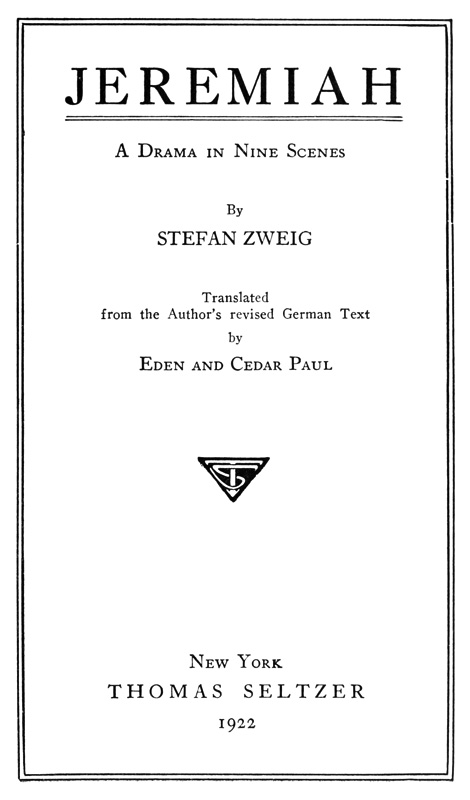 JEREMIAH
A Drama in Nine Scenes
By
STEFAN ZWEIG
Translated
from the Author's revised German Text
by
Eden and Cedar Paul
TS
New York
THOMAS SELTZER
1922